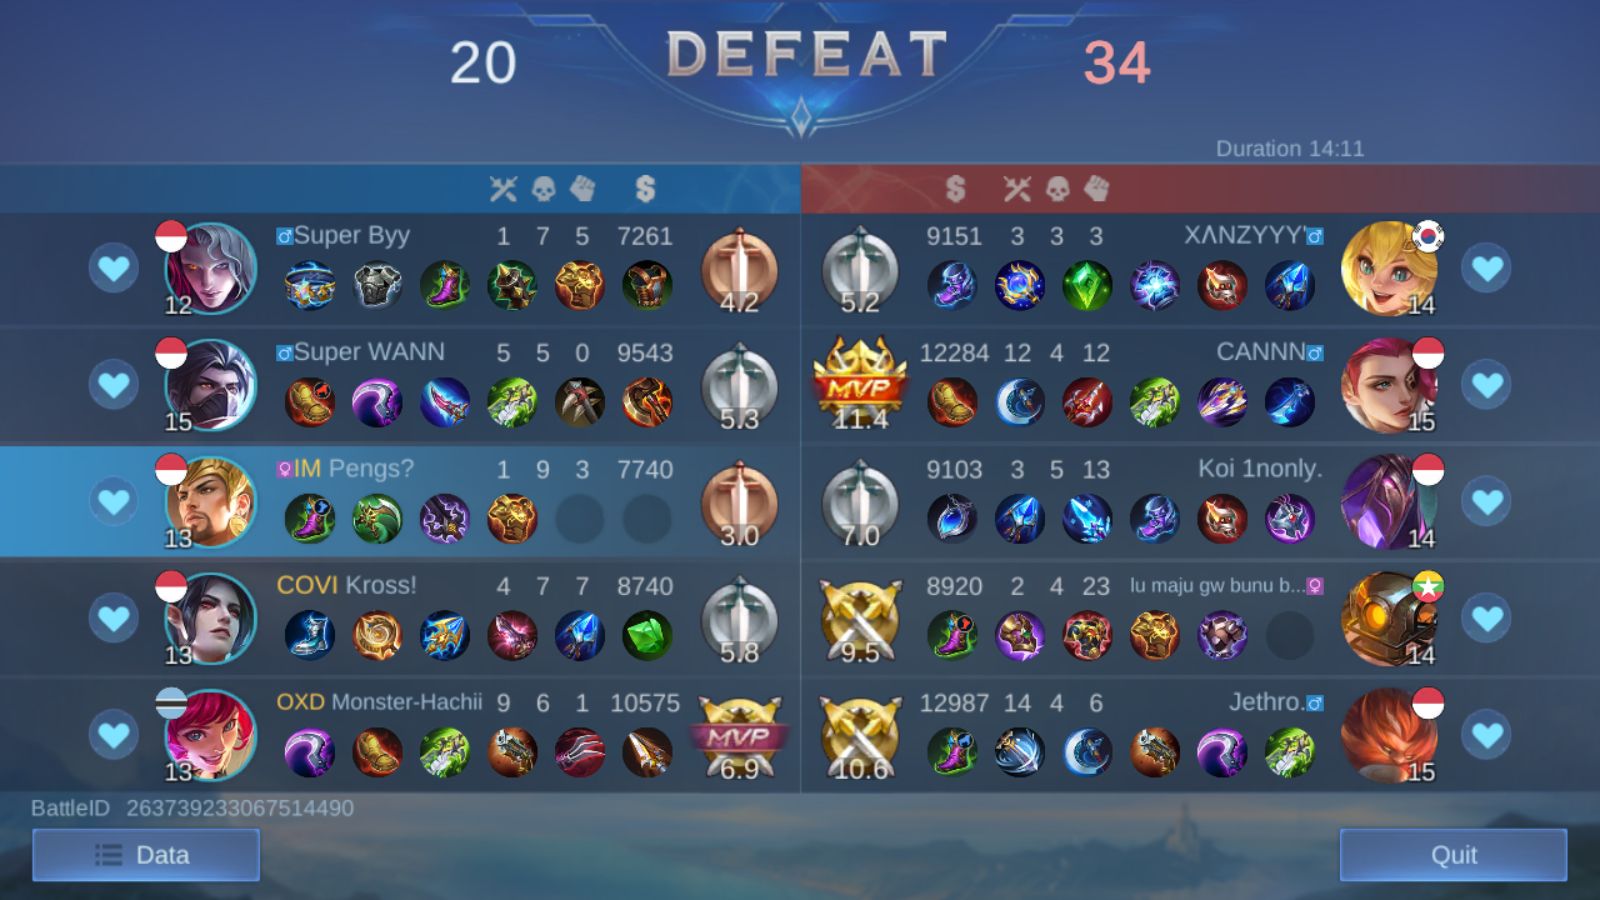 20 DEFEAT 34
Duration 14:11
Super Byy 1 7 5 7261
12 4.2
Super WANN 5 5 0 9543
15 5.3
IM Pengs? 1 9 3 7740
13 3.0
COVI Kross! 4 7 7 8740
13 5.8
OXD Monster-Hachii 9 6 1 10575
MVP
13 6.9
9151 3 3 3 XΛNZYYY'
5.2 14
12284 12 4 12 CANNN
MVP
11.4 15
9103 3 5 13 Koi 1nonly.
7.0 14
8920 2 4 23 lu maju gw bunu b...
9.5 14
12987 14 4 6 Jethro.
10.6 15
BattleID 263739233067514490
Data
Quit